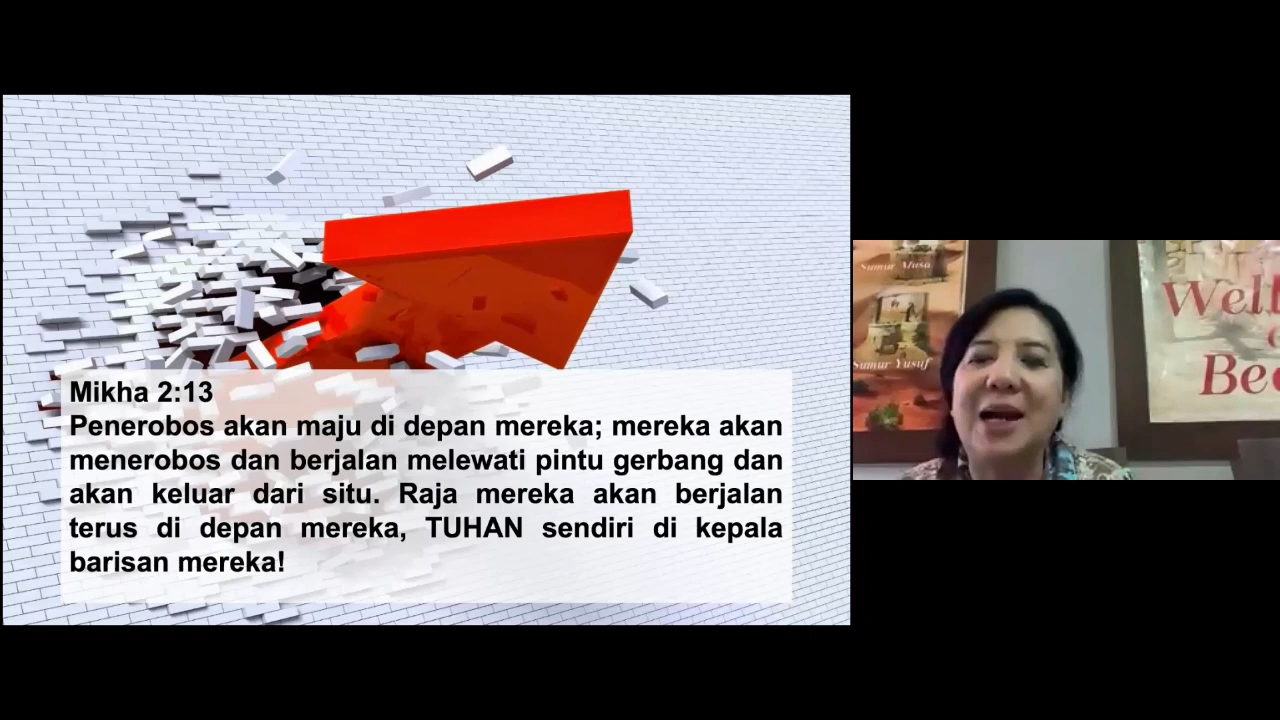 Mikha 2:13
Penerobos akan maju di depan mereka; mereka akan
menerobos dan berjalan melewati pintu gerbang dan
akan keluar dari situ. Raja mereka akan berjalan
terus di depan mereka, TUHAN sendiri di kepala
barisan mereka!
Sumur Musa
Sumur Yusuf